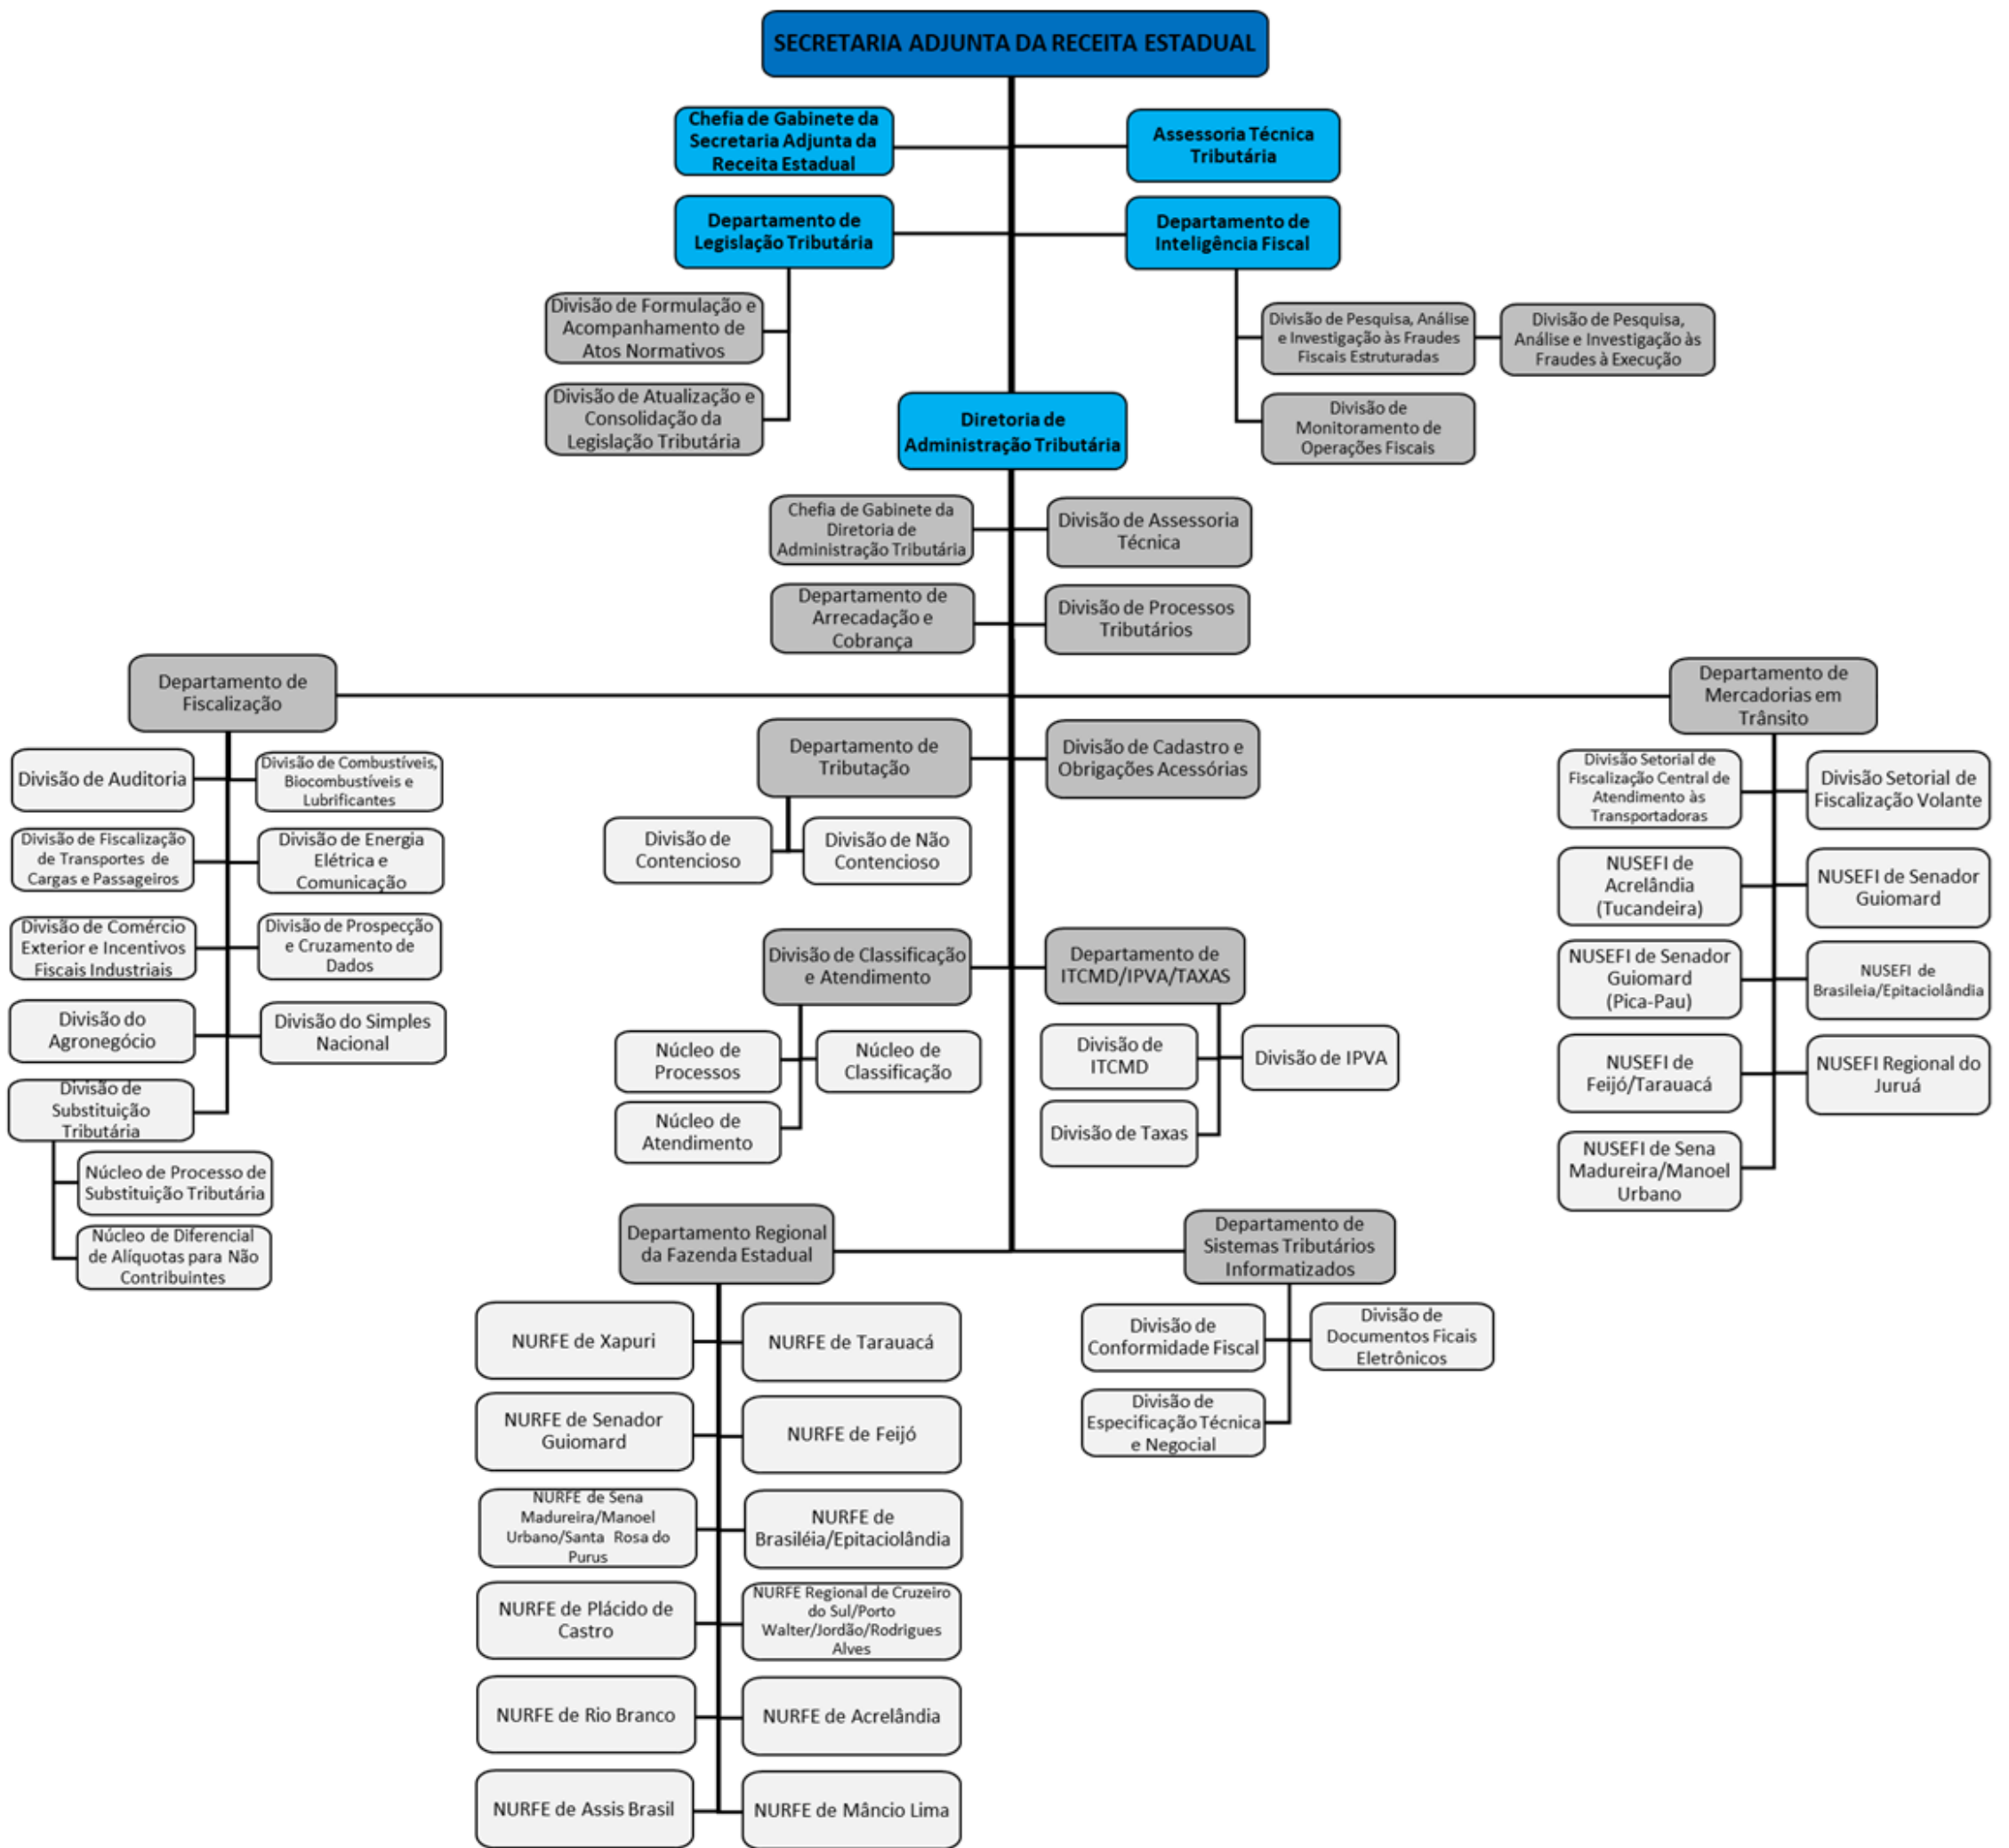 SECRETARIA ADJUNTA DA RECEITA ESTADUAL
Chefia de Gabinete da
Secretaria Adjunta da
Receita Estadual
Assessoria Técnica
Tributária
Departamento de
Legislação Tributária
Departamento de
Inteligência Fiscal
Divisão de Formulação e
Acompanhamento de
Atos Normativos
Divisão de Pesquisa, Análise
e Investigação às Fraudes
Fiscais Estruturadas
Divisão de Pesquisa,
Análise e Investigação às
Fraudes à Execução
Divisão de Atualização e
Consolidação da
Legislação Tributária
Divisão de
Monitoramento de
Operações Fiscais
Diretoria de
Administração Tributária
Chefia de Gabinete da
Diretoria de
Administração Tributária
Divisão de Assessoria
Técnica
Departamento de
Arrecadação e
Cobrança
Divisão de Processos
Tributários
Departamento de
Fiscalização
Divisão de Auditoria
Divisão de Combustíveis,
Biocombustíveis e
Lubrificantes
Divisão de Fiscalização
de Transportes de
Cargas e Passageiros
Divisão de Energia
Elétrica e
Comunicação
Divisão de Comércio
Exterior e Incentivos
Fiscais Industriais
Divisão de Prospecção
e Cruzamento de
Dados
Divisão do
Agronegócio
Divisão do Simples
Nacional
Divisão de
Substituição
Tributária
Núcleo de Processo de
Substituição Tributária
Núcleo de Diferencial
de Alíquotas para Não
Contribuintes
Departamento de
Tributação
Divisão de Cadastro e
Obrigações Acessórias
Divisão de
Contencioso
Divisão de Não
Contencioso
Divisão de Classificação
e Atendimento
Departamento de
ITCMD/IPVA/TAXAS
Núcleo de
Processos
Núcleo de
Classificação
Núcleo de
Atendimento
Divisão de
ITCMD
Divisão de IPVA
Divisão de Taxas
Departamento de
Mercadorias em
Trânsito
Divisão Setorial de
Fiscalização Central de
Atendimento às
Transportadoras
Divisão Setorial de
Fiscalização Volante
NUSEFI de
Acrelândia
(Tucandeira)
NUSEFI de Senador
Guiomard
NUSEFI de Senador
Guiomard
(Pica-Pau)
NUSEFI de
Brasileia/Epitaciolândia
NUSEFI de
Feijó/Tarauacá
NUSEFI Regional do
Juruá
NUSEFI de Sena
Madureira/Manoel
Urbano
Departamento Regional
da Fazenda Estadual
Departamento de
Sistemas Tributários
Informatizados
NURFE de Xapuri
NURFE de Tarauacá
NURFE de Senador
Guiomard
NURFE de Feijó
NURFE de Sena
Madureira/Manoel
Urbano/Santa Rosa do
Purus
NURFE de
Brasiléia/Epitaciolândia
NURFE de Plácido de
Castro
NURFE Regional de Cruzeiro
do Sul/Porto
Walter/Jordão/Rodrigues
Alves
NURFE de Rio Branco
NURFE de Acrelândia
NURFE de Assis Brasil
NURFE de Mâncio Lima
Divisão de
Conformidade Fiscal
Divisão de
Documentos Ficais
Eletrônicos
Divisão de
Especificação Técnica
e Negocial